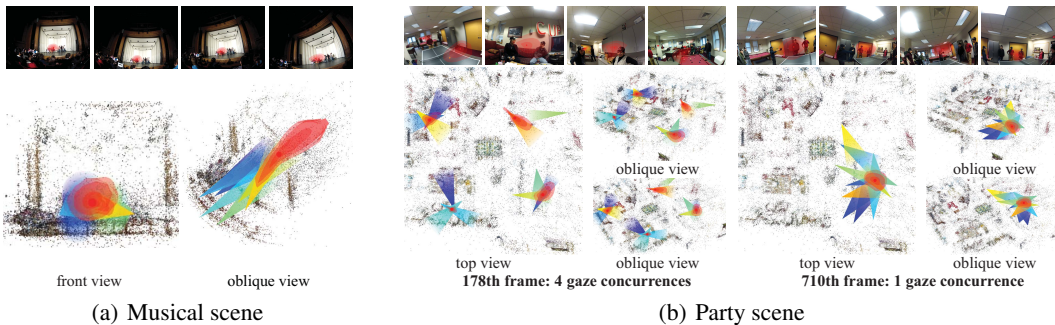 front view
oblique view
(a) Musical scene
oblique view
top view
oblique view
178th frame: 4 gaze concurrences
oblique view
top view
oblique view
710th frame: 1 gaze concurrence
(b) Party scene